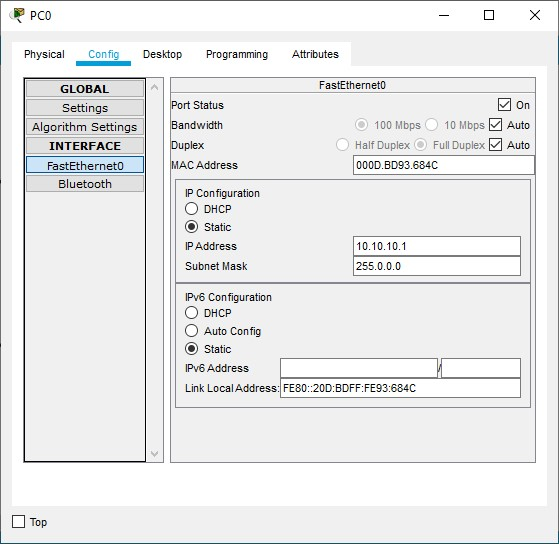 PC0
Physical Config Desktop Programming Attributes
GLOBAL
Settings
Algorithm Settings
INTERFACE
FastEthernet0
Bluetooth
FastEthernet0
Port Status On
Bandwidth 100 Mbps 10 Mbps Auto
Duplex Half Duplex Full Duplex Auto
MAC Address 000D.BD93.684C
IP Configuration
DHCP
Static
IP Address 10.10.10.1
Subnet Mask 255.0.0.0
IPv6 Configuration
DHCP
Auto Config
Static
IPv6 Address /
Link Local Address: FE80::20D:BDFF:FE93:684C
Top